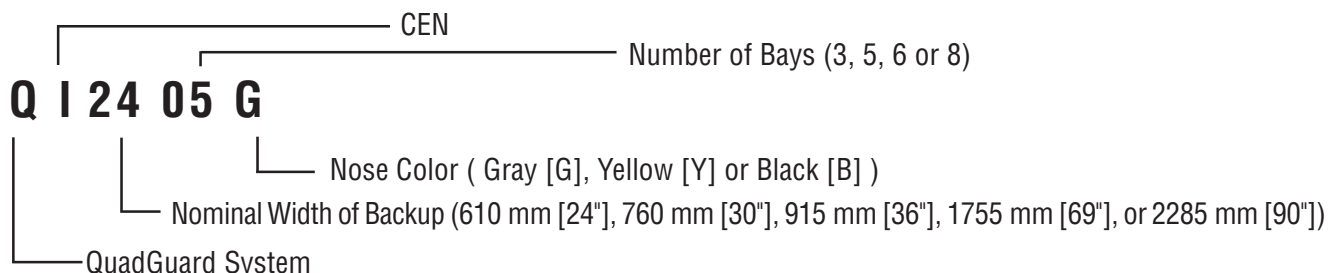 CEN
Number of Bays (3, 5, 6 or 8)
Q I 24 05 G
Nose Color ( Gray [G], Yellow [Y] or Black [B] )
Nominal Width of Backup (610 mm [24"], 760 mm [30"], 915 mm [36"], 1755 mm [69"], or 2285 mm [90"])
QuadGuard System